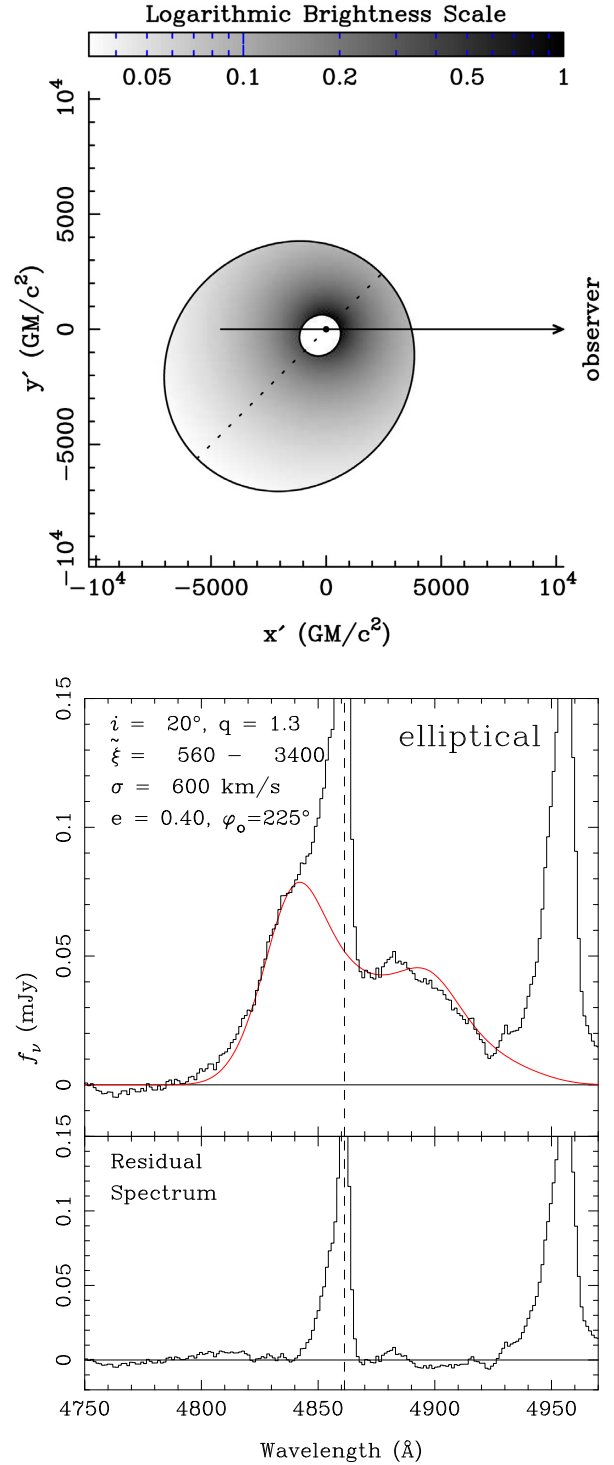 Logarithmic Brightness Scale
0.05 0.1 0.2 0.5 1
10⁴
5000
0
−5000
−10⁴
y′ (GM/c²)
observer
−10⁴ −5000 0 5000 10⁴
x′ (GM/c²)
0.15
0.1
0.05
0
f_ν (mJy)
i = 20°, q = 1.3
ξ̃ = 560 − 3400
σ = 600 km/s
e = 0.40, φ₀=225°
elliptical
0.15
0.1
0.05
0
Residual
Spectrum
4750 4800 4850 4900 4950
Wavelength (Å)